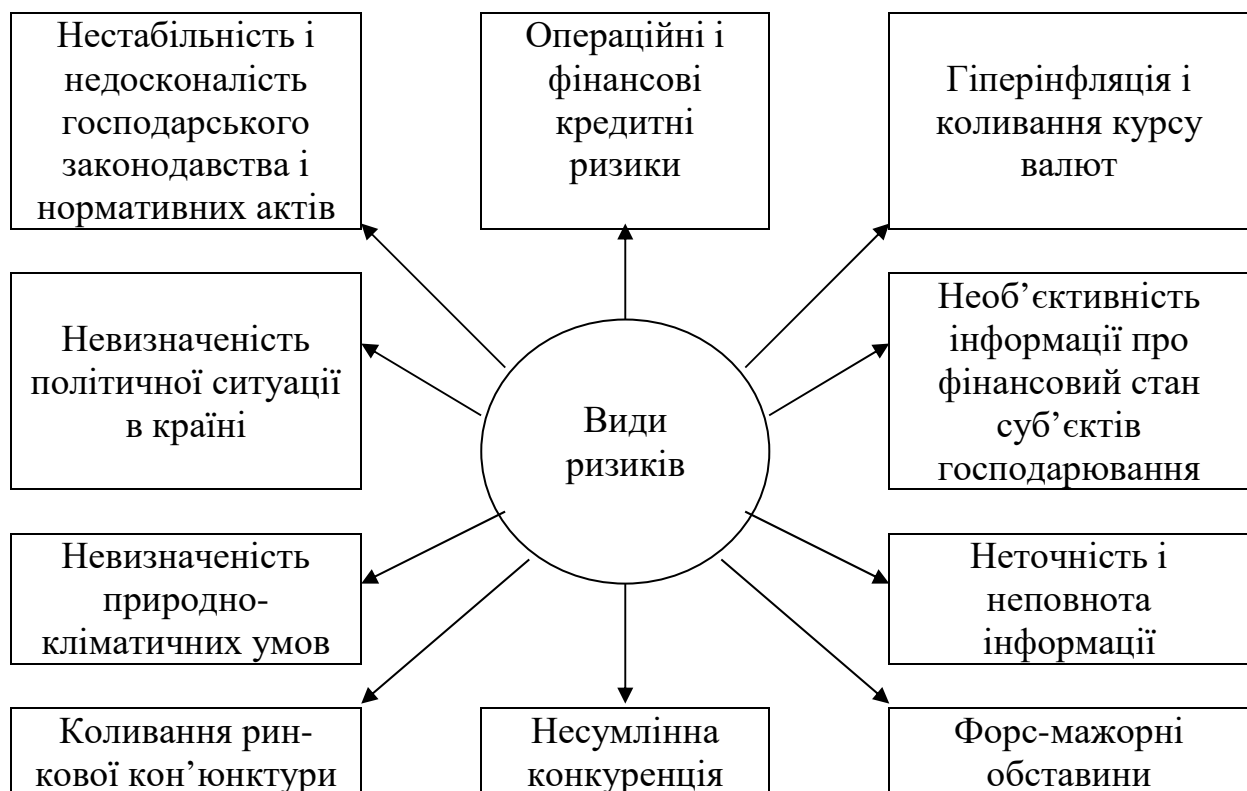 Нестабільність і
недосконалість
господарського
законодавства і
нормативних актів
Операційні і
фінансові
кредитні
ризики
Гіперінфляція і
коливання курсу
валют
Невизначеність
політичної ситуації
в країні
Види
ризиків
Необ’єктивність
інформації про
фінансовий стан
суб’єктів
господарювання
Невизначеність
природно-
кліматичних умов
Неточність і
неповнота
інформації
Коливання рин-
кової кон’юнктури
Несумлінна
конкуренція
Форс-мажорні
обставини